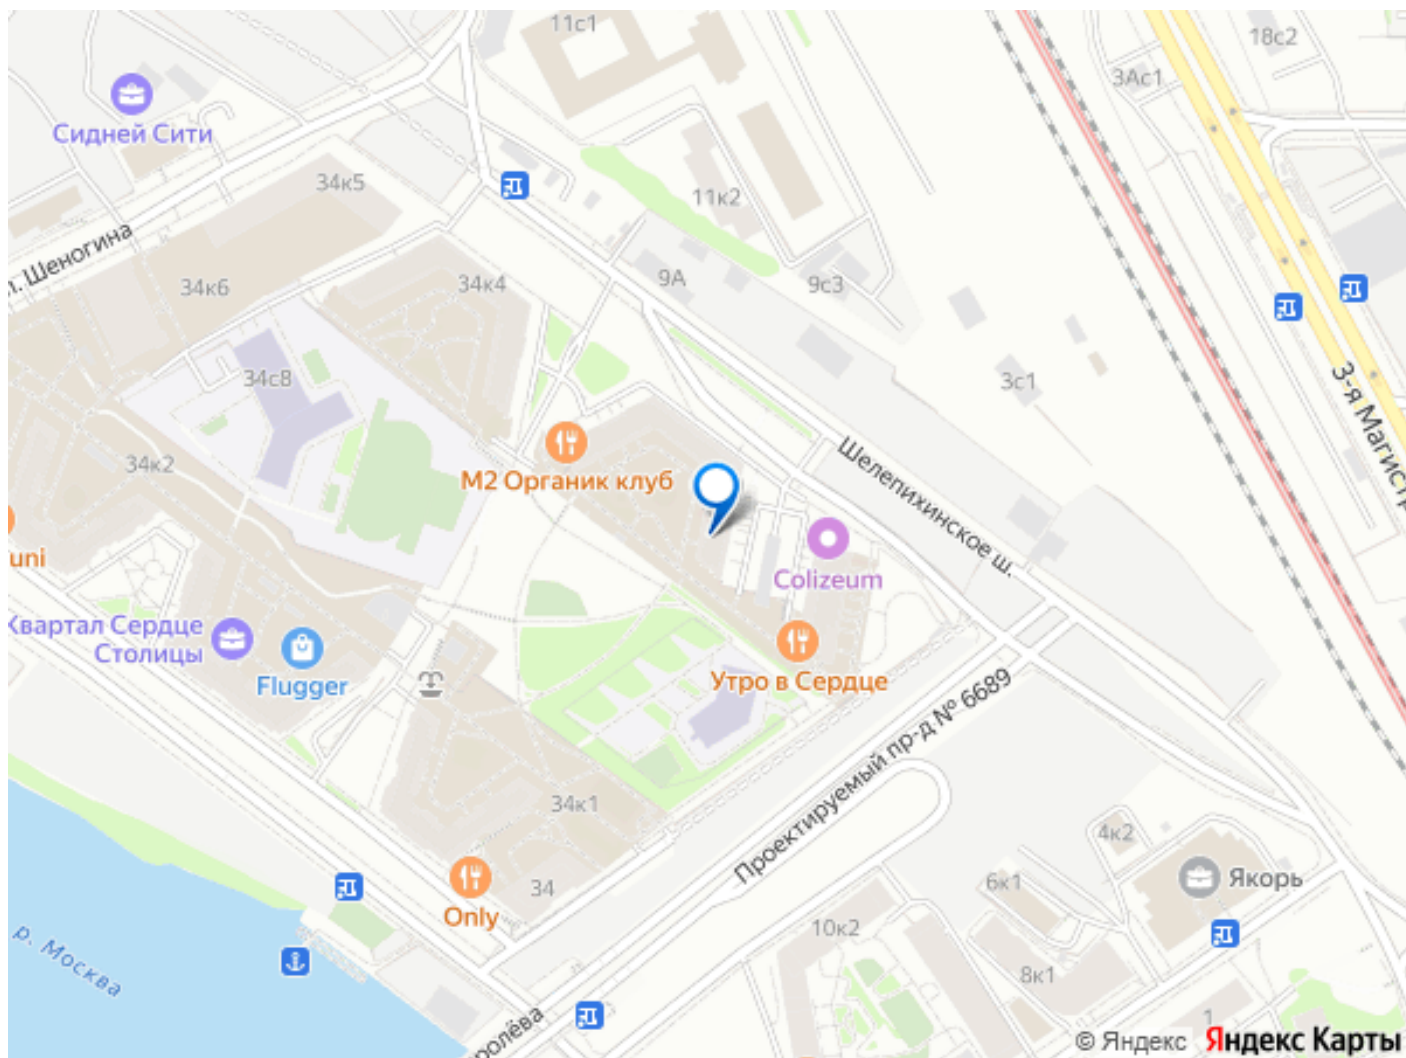 11с1
18с2
3Ас1
Сидней Сити
34к5
11к2
л. Шеногина
34к6
34к4
9А
9с3
34с8
3с1
3-я Магистр
34к2
М2 Органик клуб
Шелепихинское ш.
uni
Colizeum
Квартал Сердце
Столицы
Flugger
Утро в Сердце
Проектируемый пр-д № 6689
34к1
34
Only
4к2
6к1
Якорь
10к2
8к1
р. Москва
1
ролёва
© Яндекс Яндекс Карты